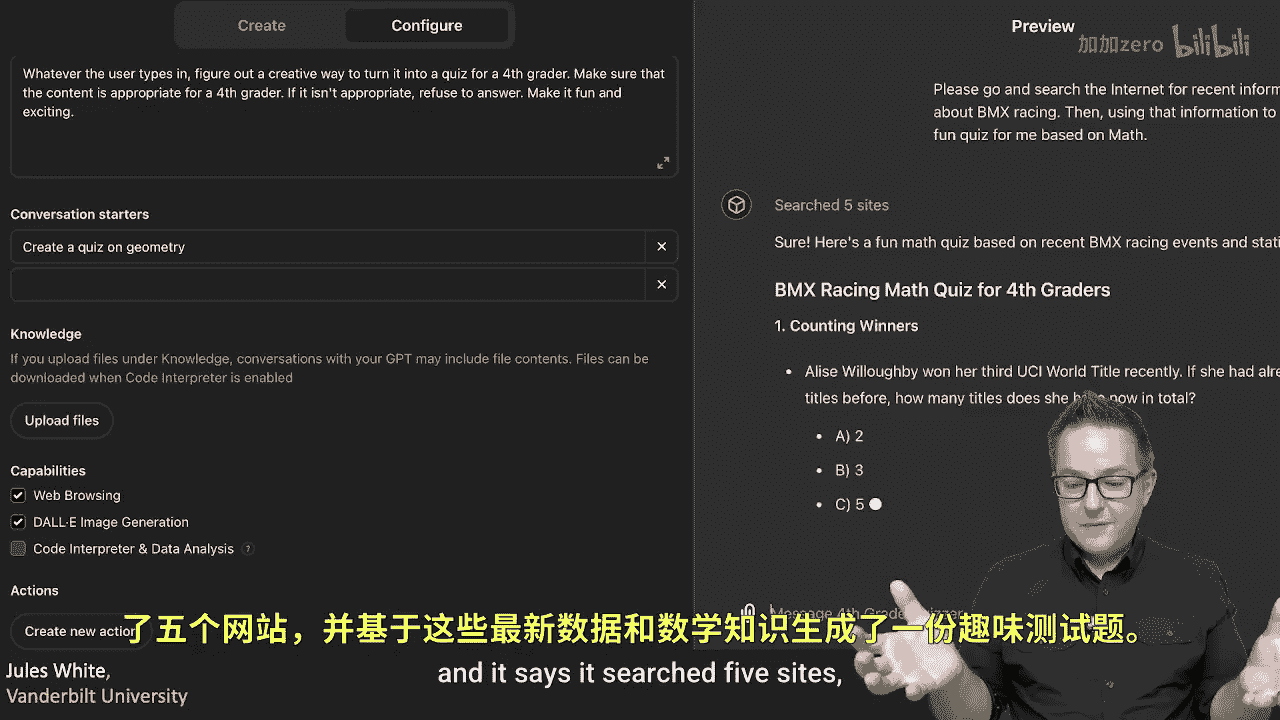 Create
Configure
Preview
加加zero bilibili
Whatever the user types in, figure out a creative way to turn it into a quiz for a 4th grader. Make sure that
the content is appropriate for a 4th grader. If it isn't appropriate, refuse to answer. Make it fun and
exciting.
Please go and search the Internet for recent inform
about BMX racing. Then, using that information to
fun quiz for me based on Math.
Conversation starters
Create a quiz on geometry
Searched 5 sites
Sure! Here's a fun math quiz based on recent BMX racing events and stati
BMX Racing Math Quiz for 4th Graders
1. Counting Winners
Knowledge
If you upload files under Knowledge, conversations with your GPT may include file contents. Files can be
downloaded when Code Interpreter is enabled
Alise Willoughby won her third UCI World Title recently. If she had alre
titles before, how many titles does she now in total?
Upload files
A) 2
B) 3
C) 5
Capabilities
Web Browsing
DALL·E Image Generation
Code Interpreter & Data Analysis ?
Actions
Create new action
Message 4th Grade Quizzer
了五个网站，并基于这些最新数据和数学知识生成了一份趣味测试题。
and it says it searched five sites,
Jules White,
Vanderbilt University